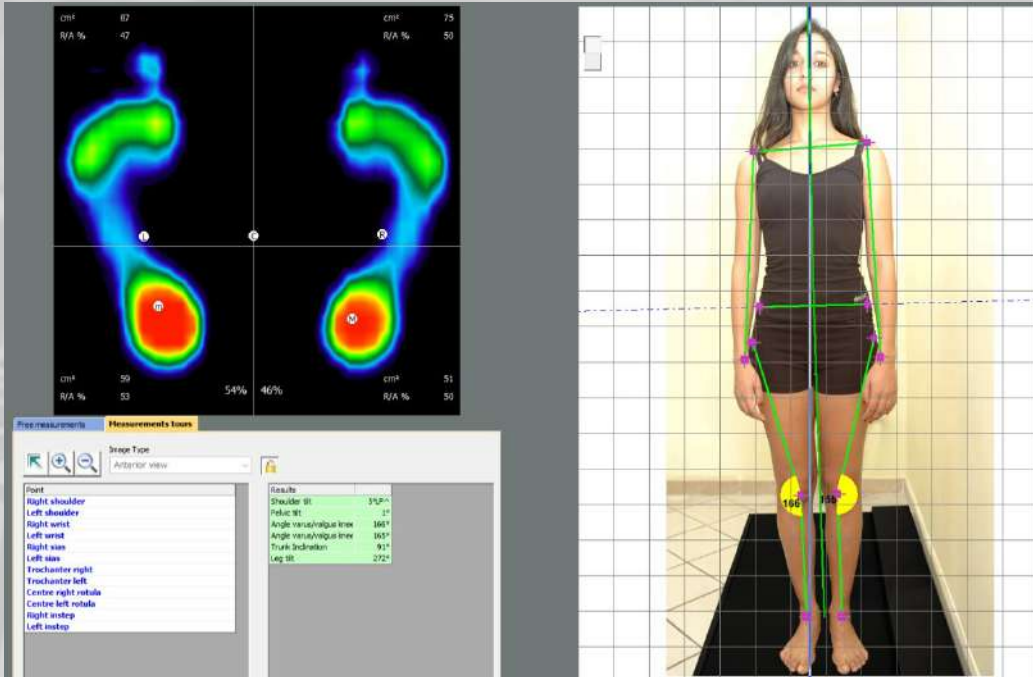 cm² 67 cm² 75
R/A % 47 R/A % 50
L C R
m M
cm² 59 54% 46% cm² 51
R/A % 53 R/A % 50
Free measurements Measurements tours
Image Type
Anterior view
Point
Right shoulder
Left shoulder
Right wrist
Left wrist
Right sias
Left sias
Trochanter right
Trochanter left
Centre right rotula
Centre left rotula
Right instep
Left instep
Results
Shoulder tilt
Pelvic tilt 1°
Angle varus/valgus knee 166°
Angle varus/valgus knee 165°
Trunk Inclination 91°
Leg tilt 272°
166 165